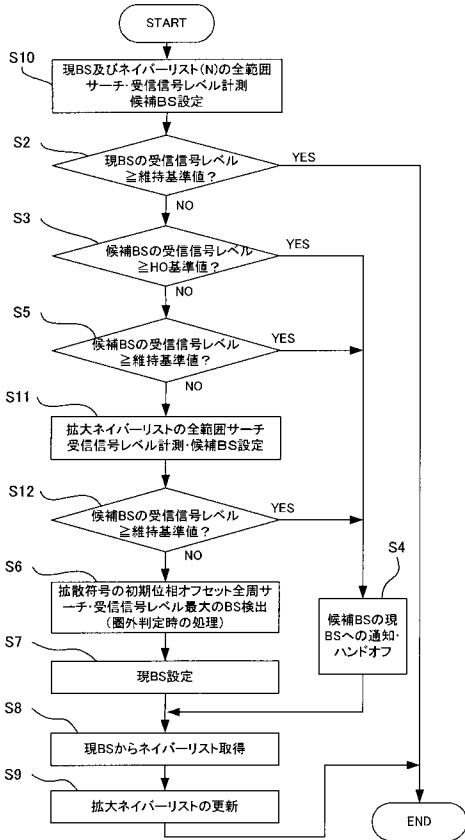 START
S10
現BS及びネイバーリスト(N)の全範囲
サーチ・受信信号レベル計測
候補BS設定
S2
現BSの受信信号レベル
≧維持基準値?
YES
NO
S3
候補BSの受信信号レベル
≧HO基準値?
YES
NO
S5
候補BSの受信信号レベル
≧維持基準値?
YES
NO
S11
拡大ネイバーリストの全範囲サーチ
受信信号レベル計測・候補BS設定
S12
候補BSの受信信号レベル
≧維持基準値?
YES
NO
S6
拡散符号の初期位相オフセット全周サ
ーチ・受信信号レベル最大のBS検出
(圏外判定時の処理)
S4
候補BSの現
BSへの通知・
ハンドオフ
S7
現BS設定
S8
現BSからネイバーリスト取得
S9
拡大ネイバーリストの更新
END